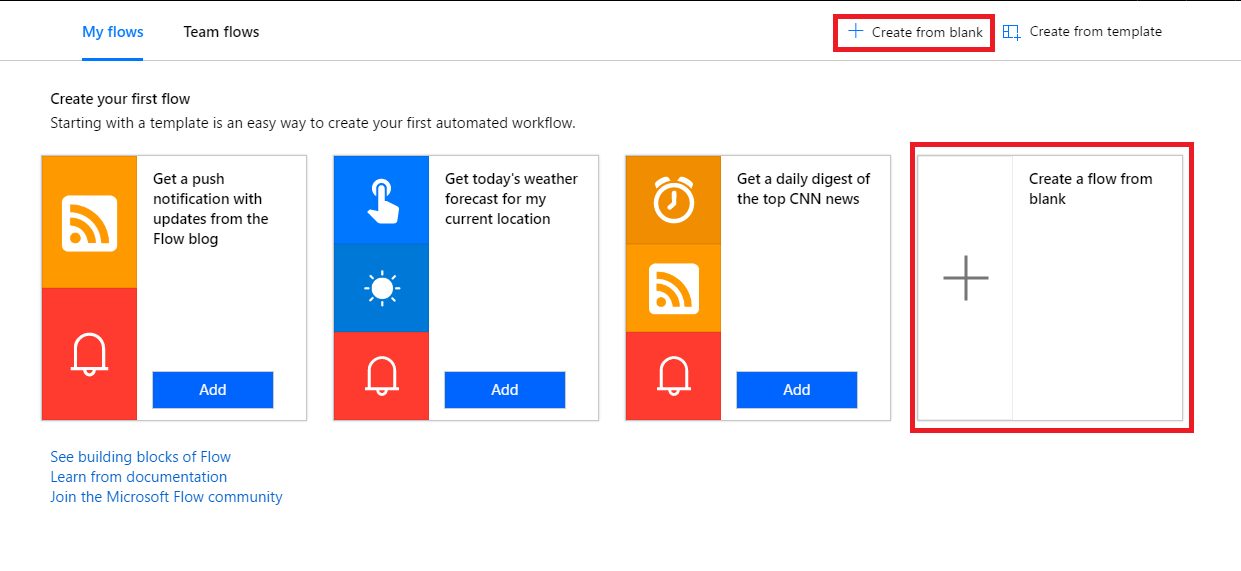 My flows
Team flows
Create from blank
Create from template
Create your first flow
Starting with a template is an easy way to create your first automated workflow.
Get a push
notification with
updates from the
Flow blog
Add
Get today's weather
forecast for my
current location
Add
Get a daily digest of
the top CNN news
Add
Create a flow from
blank
See building blocks of Flow
Learn from documentation
Join the Microsoft Flow community